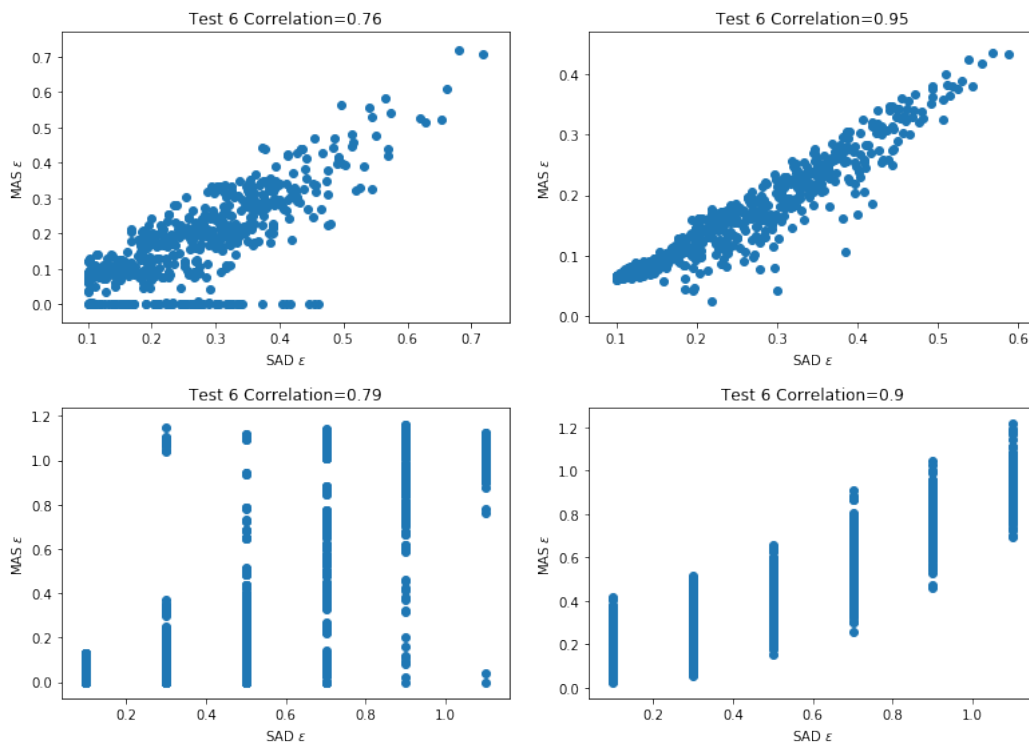 Test 6 Correlation=0.76
MAS ε
0.7
0.6
0.5
0.4
0.3
0.2
0.1
0.0
0.1 0.2 0.3 0.4 0.5 0.6 0.7
SAD ε
Test 6 Correlation=0.95
MAS ε
0.4
0.3
0.2
0.1
0.0
0.1 0.2 0.3 0.4 0.5 0.6
SAD ε
Test 6 Correlation=0.79
MAS ε
1.2
1.0
0.8
0.6
0.4
0.2
0.0
0.2 0.4 0.6 0.8 1.0
SAD ε
Test 6 Correlation=0.9
MAS ε
1.2
1.0
0.8
0.6
0.4
0.2
0.0
0.2 0.4 0.6 0.8 1.0
SAD ε